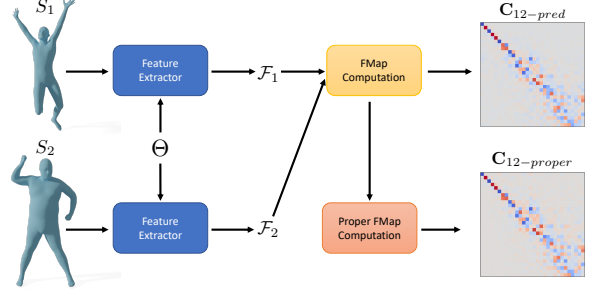 S₁
C₁₂₋pred
Feature
Extractor
F₁
FMap
Computation
S₂
Θ
C₁₂₋proper
Feature
Extractor
F₂
Proper FMap
Computation